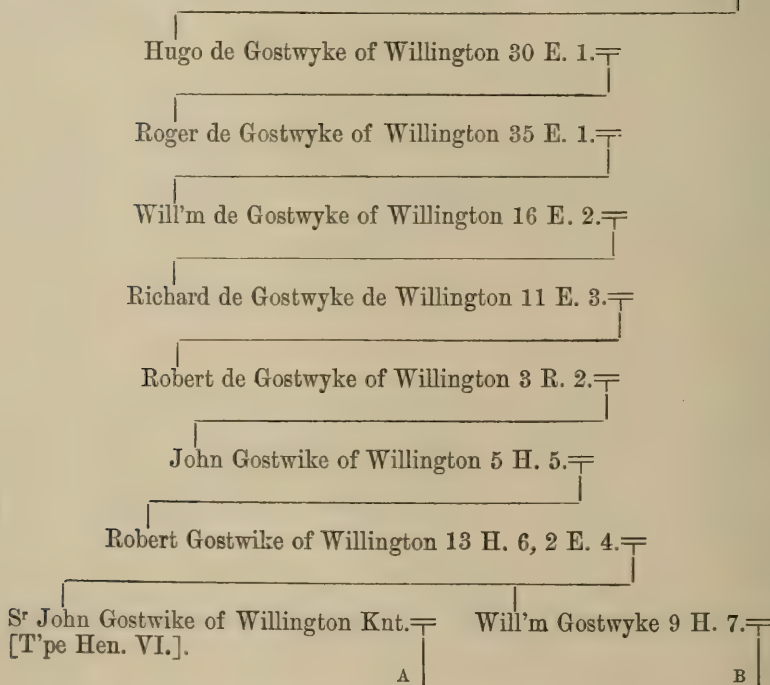 Hugo de Gostwyke of Willington 30 E. 1.
Roger de Gostwyke of Willington 35 E. 1.
Will'm de Gostwyke of Willington 16 E. 2.
Richard de Gostwyke de Willington 11 E. 3.
Robert de Gostwyke of Willington 3 R. 2.
John Gostwike of Willington 5 H. 5.
Robert Gostwike of Willington 13 H. 6, 2 E. 4.
Sʳ John Gostwike of Willington Knt. Will'm Gostwyke 9 H. 7.
[T'pe Hen. VI.].
A B